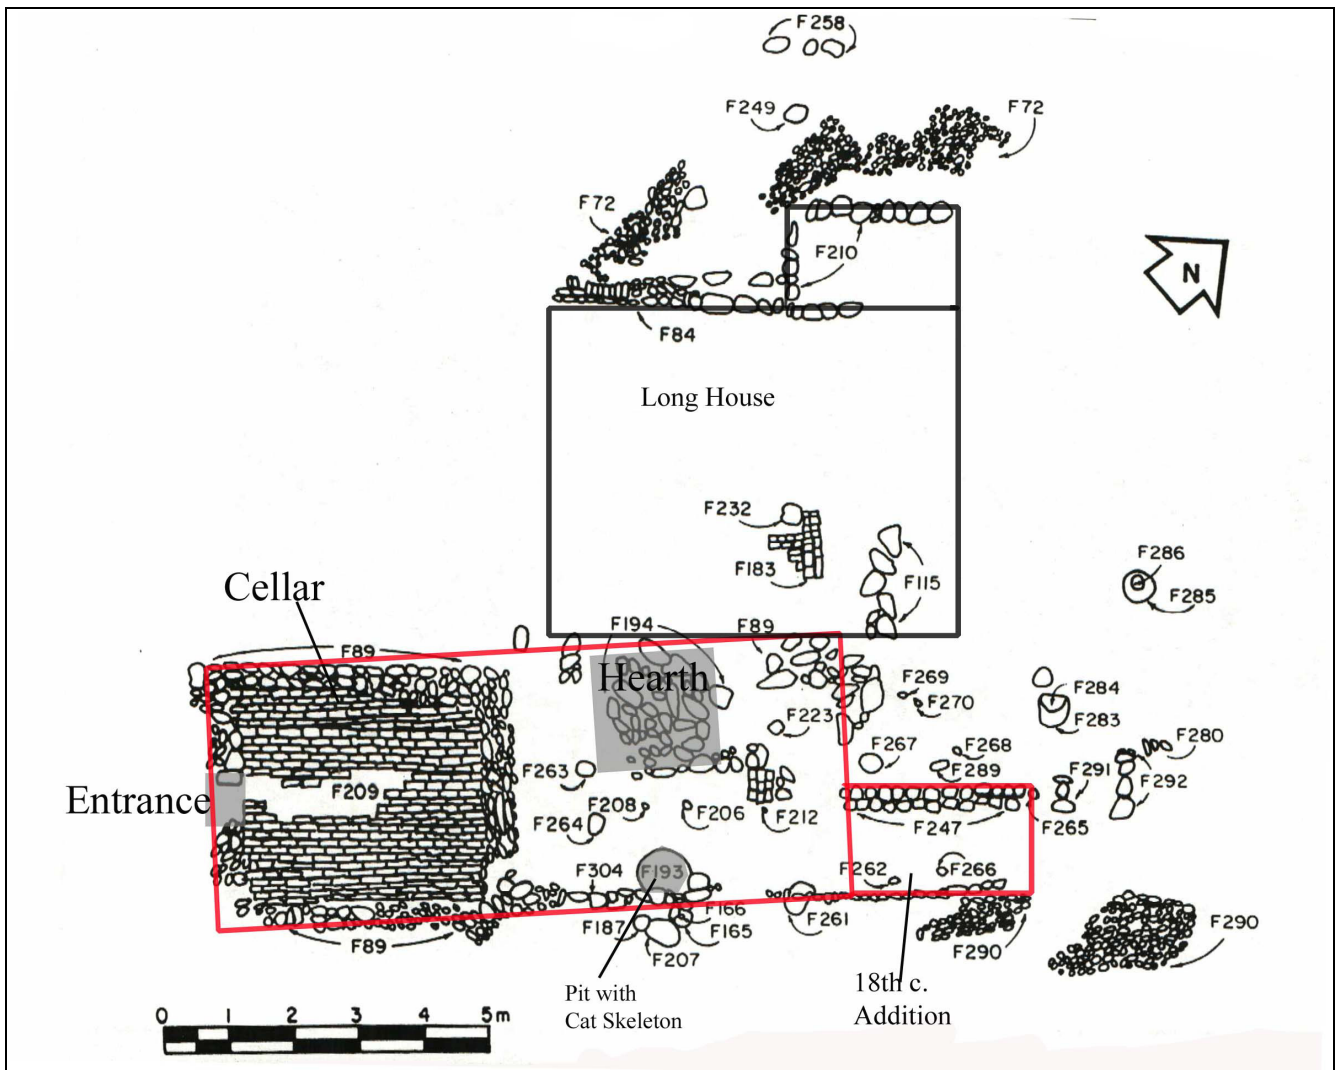 F258
F249
F72
F72
F210
N
F84
Long House
F232
F183
F115
F286
F285
Cellar
F194
F89
F89
Hearth
F269
F270
F284
F283
F223
F280
F263
F267
F268
F289
F291
F292
Entrance
F209
F208
F206
F212
F247
F265
F264
F304
F193
F262
F266
F187
F166
F165
F261
F89
F207
F290
F290
Pit with
Cat Skeleton
18th c.
Addition
0 1 2 3 4 5m